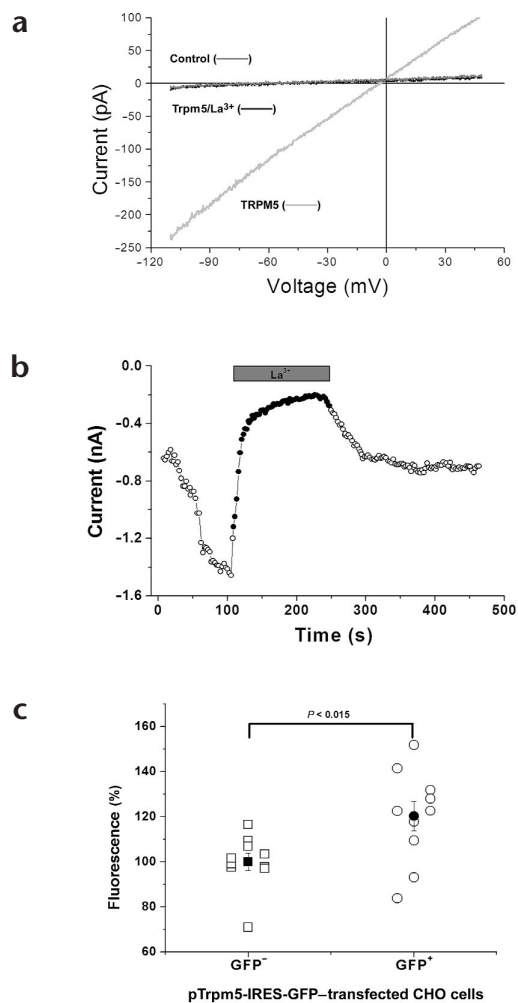 a
100
50
0
-50
-100
-150
-200
-250
Current (pA)
Control (——)
Trpm5/La³⁺ (——)
TRPM5 (——)
-120 -90 -60 -30 0 30 60
Voltage (mV)
b
0.0
-0.4
-0.8
-1.2
-1.6
Current (nA)
La³⁺
0 100 200 300 400 500
Time (s)
c
160
140
120
100
80
60
Fluorescence (%)
P < 0.015
GFP⁻ GFP⁺
pTrpm5-IRES-GFP–transfected CHO cells